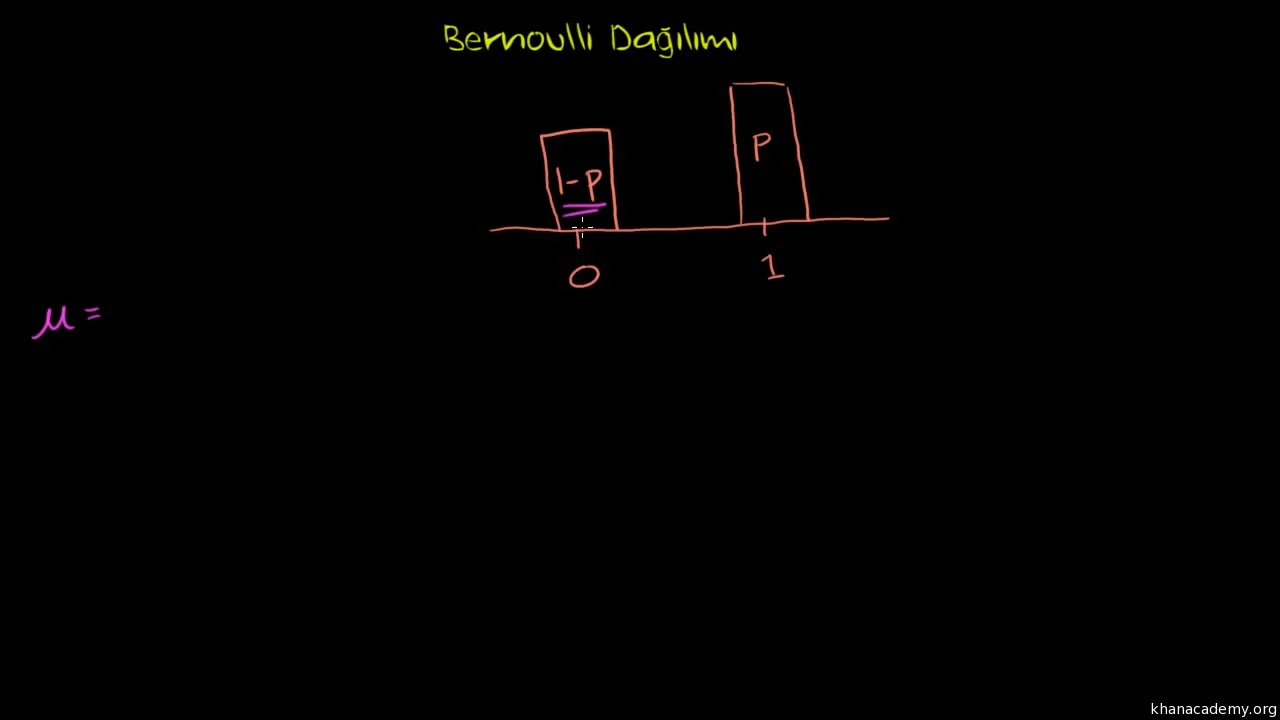 Bernoulli Dağılımı
1-p
P
0
1
μ =
khanacademy.org